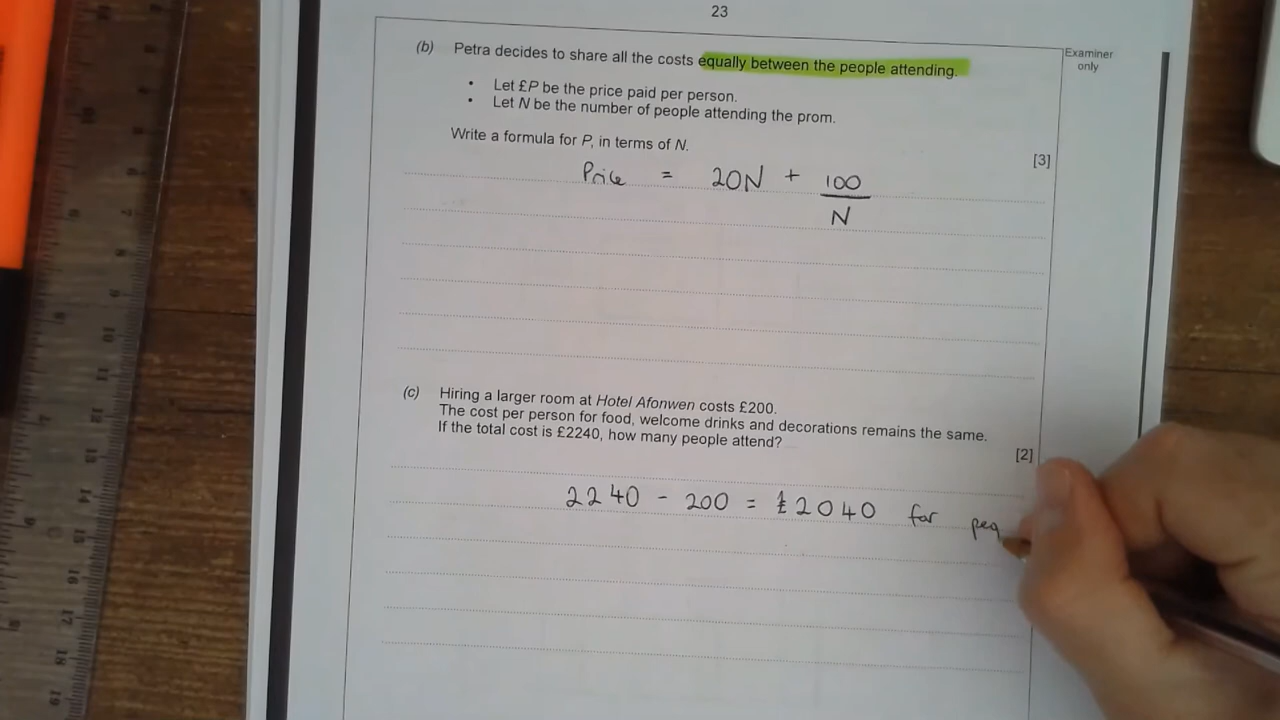 23
Examiner
only
(b) Petra decides to share all the costs equally between the people attending.
• Let £P be the price paid per person.
• Let N be the number of people attending the prom.
Write a formula for P, in terms of N.
[3]
Price = 20N + 100
N
(c) Hiring a larger room at Hotel Afonwen costs £200.
The cost per person for food, welcome drinks and decorations remains the same.
If the total cost is £2240, how many people attend?
[2]
2240 - 200 = £2040 for peo